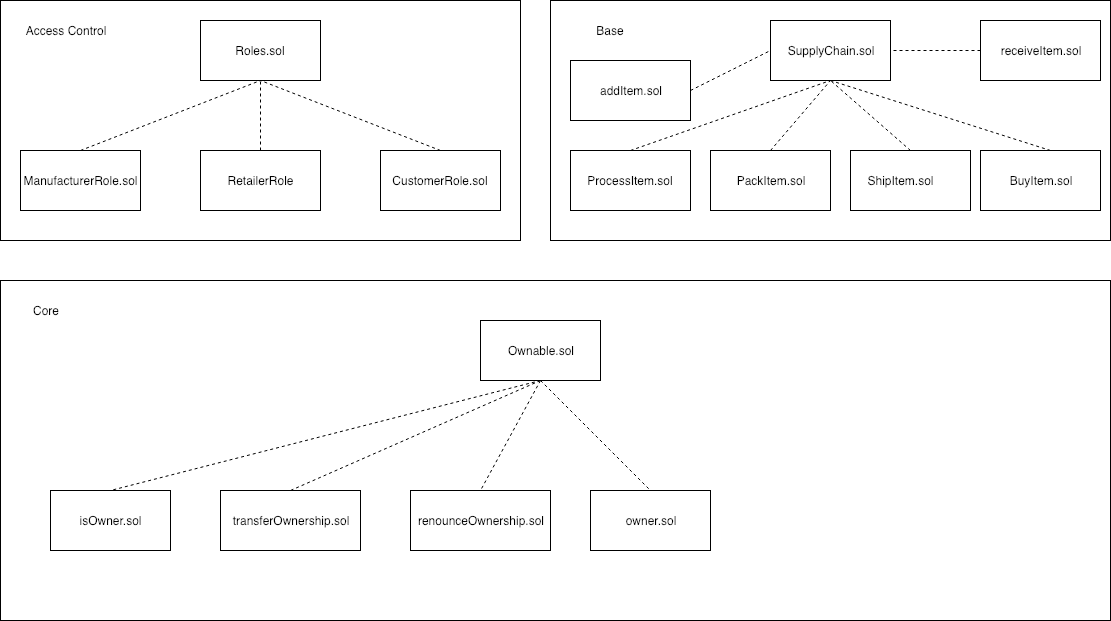 Access Control
Roles.sol
ManufacturerRole.sol
RetailerRole
CustomerRole.sol
Base
SupplyChain.sol
receiveItem.sol
addItem.sol
ProcessItem.sol
PackItem.sol
ShipItem.sol
BuyItem.sol
Core
Ownable.sol
isOwner.sol
transferOwnership.sol
renounceOwnership.sol
owner.sol